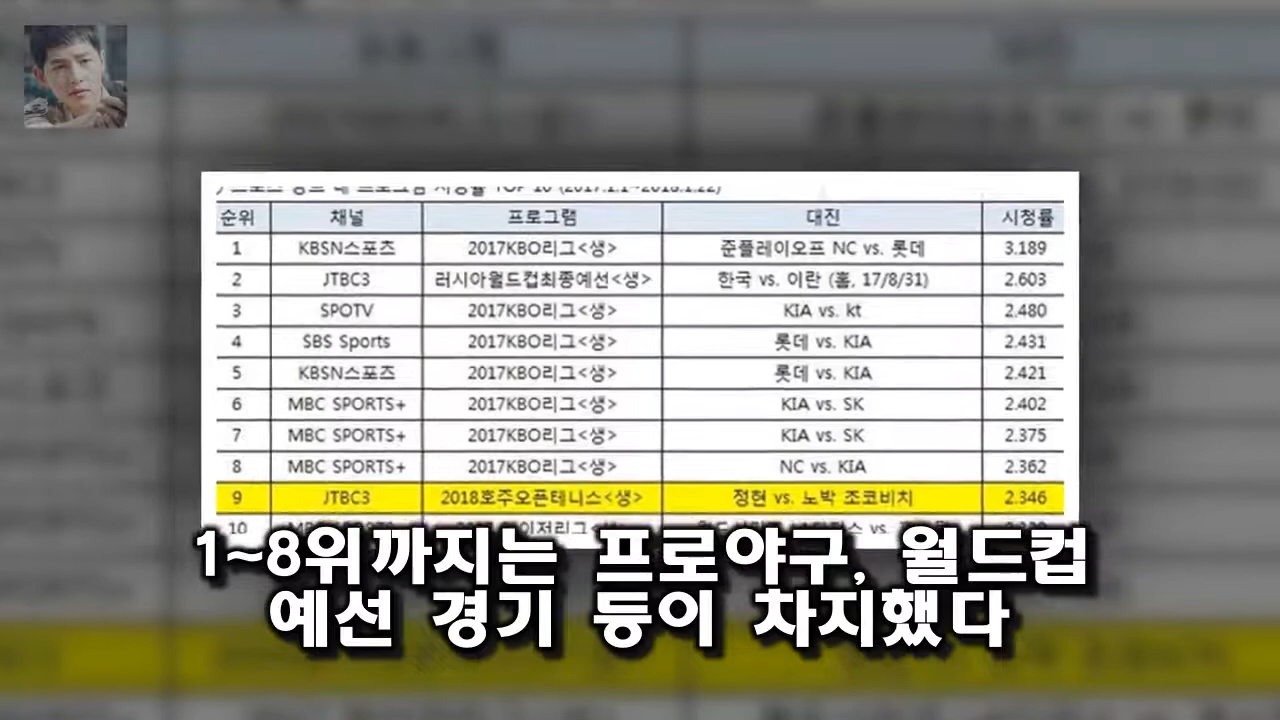 TOP 10 (2017.1.1~2018.1.22)
순위 채널 프로그램 대진 시청률
1 KBSN스포츠 2017KBO리그<생> 준플레이오프 NC vs. 롯데 3.189
2 JTBC3 러시아월드컵최종예선<생> 한국 vs. 이란 (홈, 17/8/31) 2.603
3 SPOTV 2017KBO리그<생> KIA vs. kt 2.480
4 SBS Sports 2017KBO리그<생> 롯데 vs. KIA 2.431
5 KBSN스포츠 2017KBO리그<생> 롯데 vs. KIA 2.421
6 MBC SPORTS+ 2017KBO리그<생> KIA vs. SK 2.402
7 MBC SPORTS+ 2017KBO리그<생> KIA vs. SK 2.375
8 MBC SPORTS+ 2017KBO리그<생> NC vs. KIA 2.362
9 JTBC3 2018호주오픈테니스<생> 정현 vs. 노박 조코비치 2.346
10 vs.
1~8위까지는 프로야구, 월드컵
예선 경기 등이 차지했다